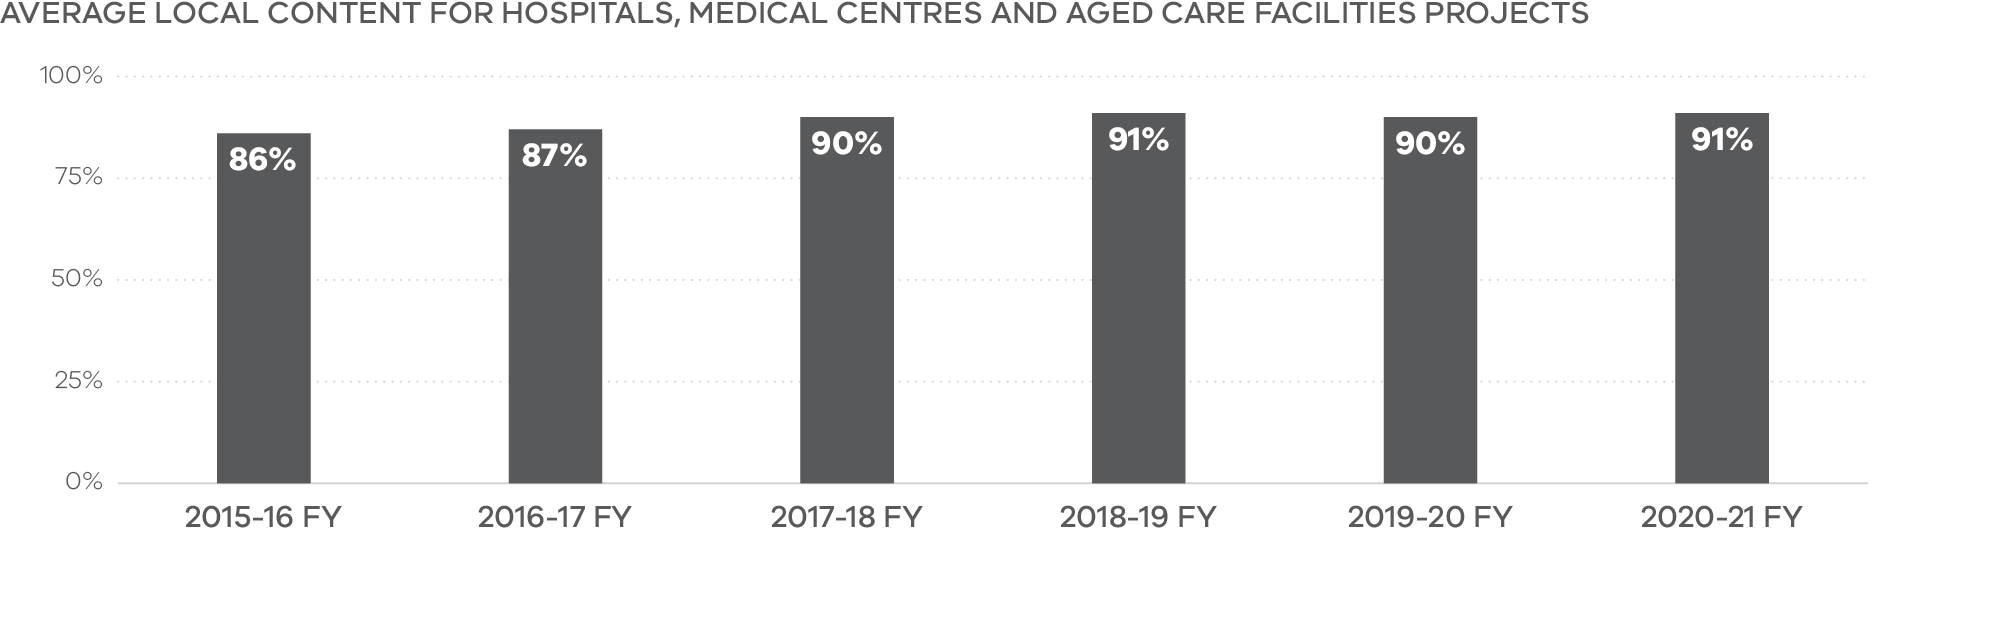 AVERAGE LOCAL CONTENT FOR HOSPITALS, MEDICAL CENTRES AND AGED CARE FACILITIES PROJECTS
100%
75%
50%
25%
0%
86%
87%
90%
91%
90%
91%
2015-16 FY
2016-17 FY
2017-18 FY
2018-19 FY
2019-20 FY
2020-21 FY